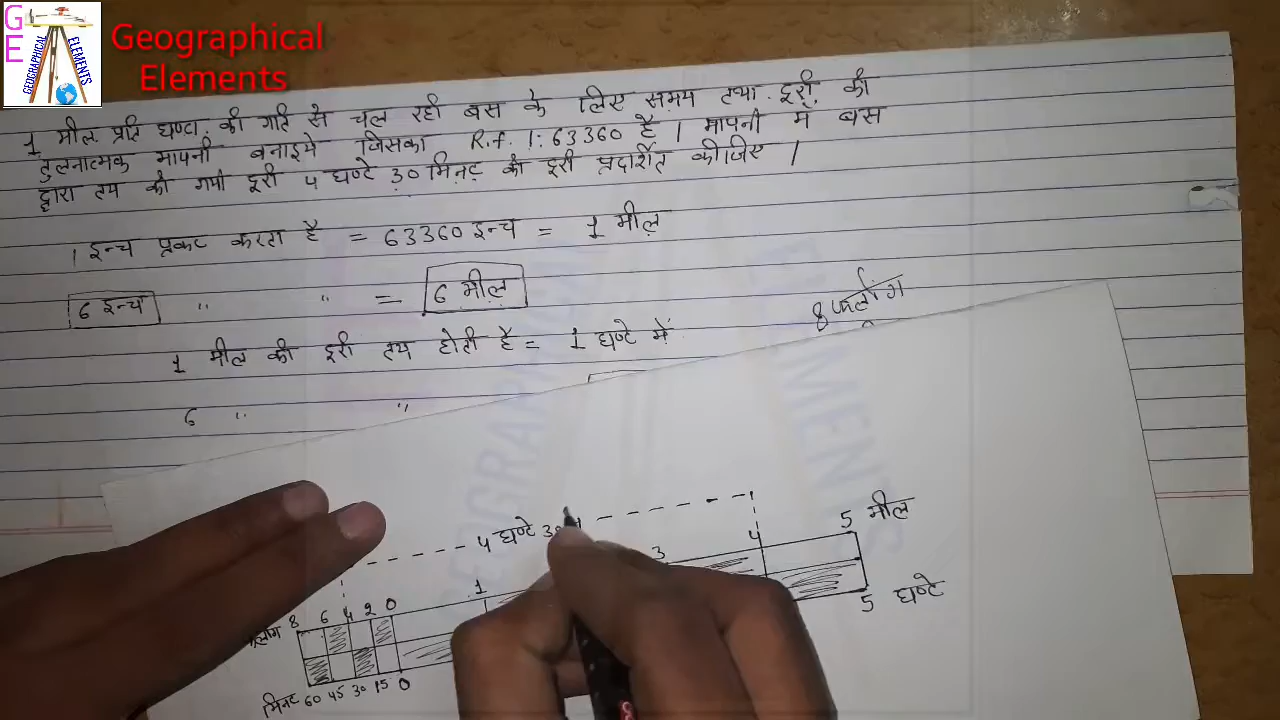 GE
GEOGRAPHICAL ELEMENTS
Geographical
Elements
1 मील प्रति घण्टा की गति से चल रही बस के लिए समय तथा दूरी की
तुलनात्मक मापनी बनाइये जिसका R.f. 1:63360 है । मापनी में बस
द्वारा तय की गयी दूरी 4 घण्टे 30 मिनट की दूरी प्रदर्शित कीजिए ।
1 इन्च प्रकट करता है = 63360 इन्च = 1 मील
6 इन्च " " = 6 मील
8 फर्लांग
1 मील की दूरी तय होती है = 1 घण्टे में
6 " "
4 घण्टे 30
8 6 4 2 0 1 3 4 5 मील
मिनट 60 45 30 15 0 5 घण्टे